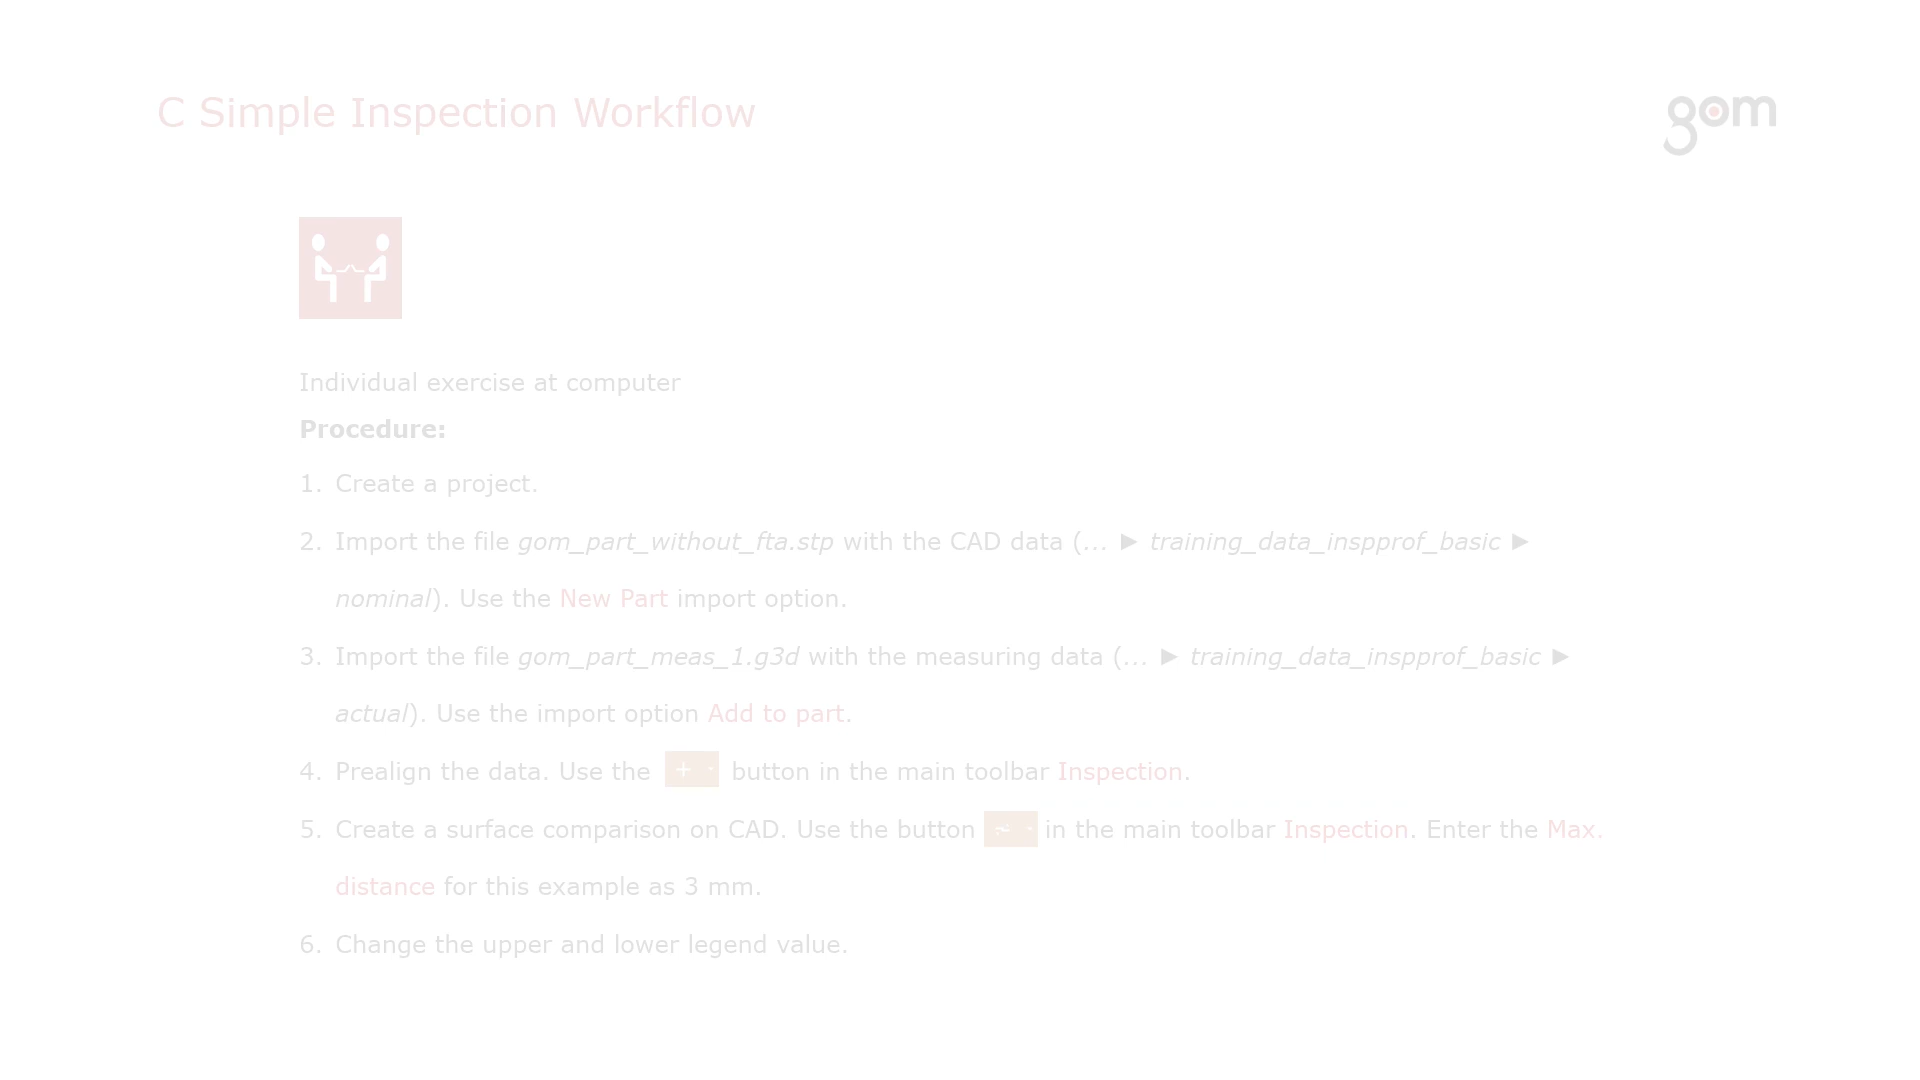 C Simple Inspection Workflow
gom
Individual exercise at computer
Procedure:
1. Create a project.
2. Import the file gom_part_without_fta.stp with the CAD data (... ► training_data_inspprof_basic ►
nominal). Use the New Part import option.
3. Import the file gom_part_meas_1.g3d with the measuring data (... ► training_data_inspprof_basic ►
actual). Use the import option Add to part.
4. Prealign the data. Use the button in the main toolbar Inspection.
5. Create a surface comparison on CAD. Use the button in the main toolbar Inspection. Enter the Max.
distance for this example as 3 mm.
6. Change the upper and lower legend value.